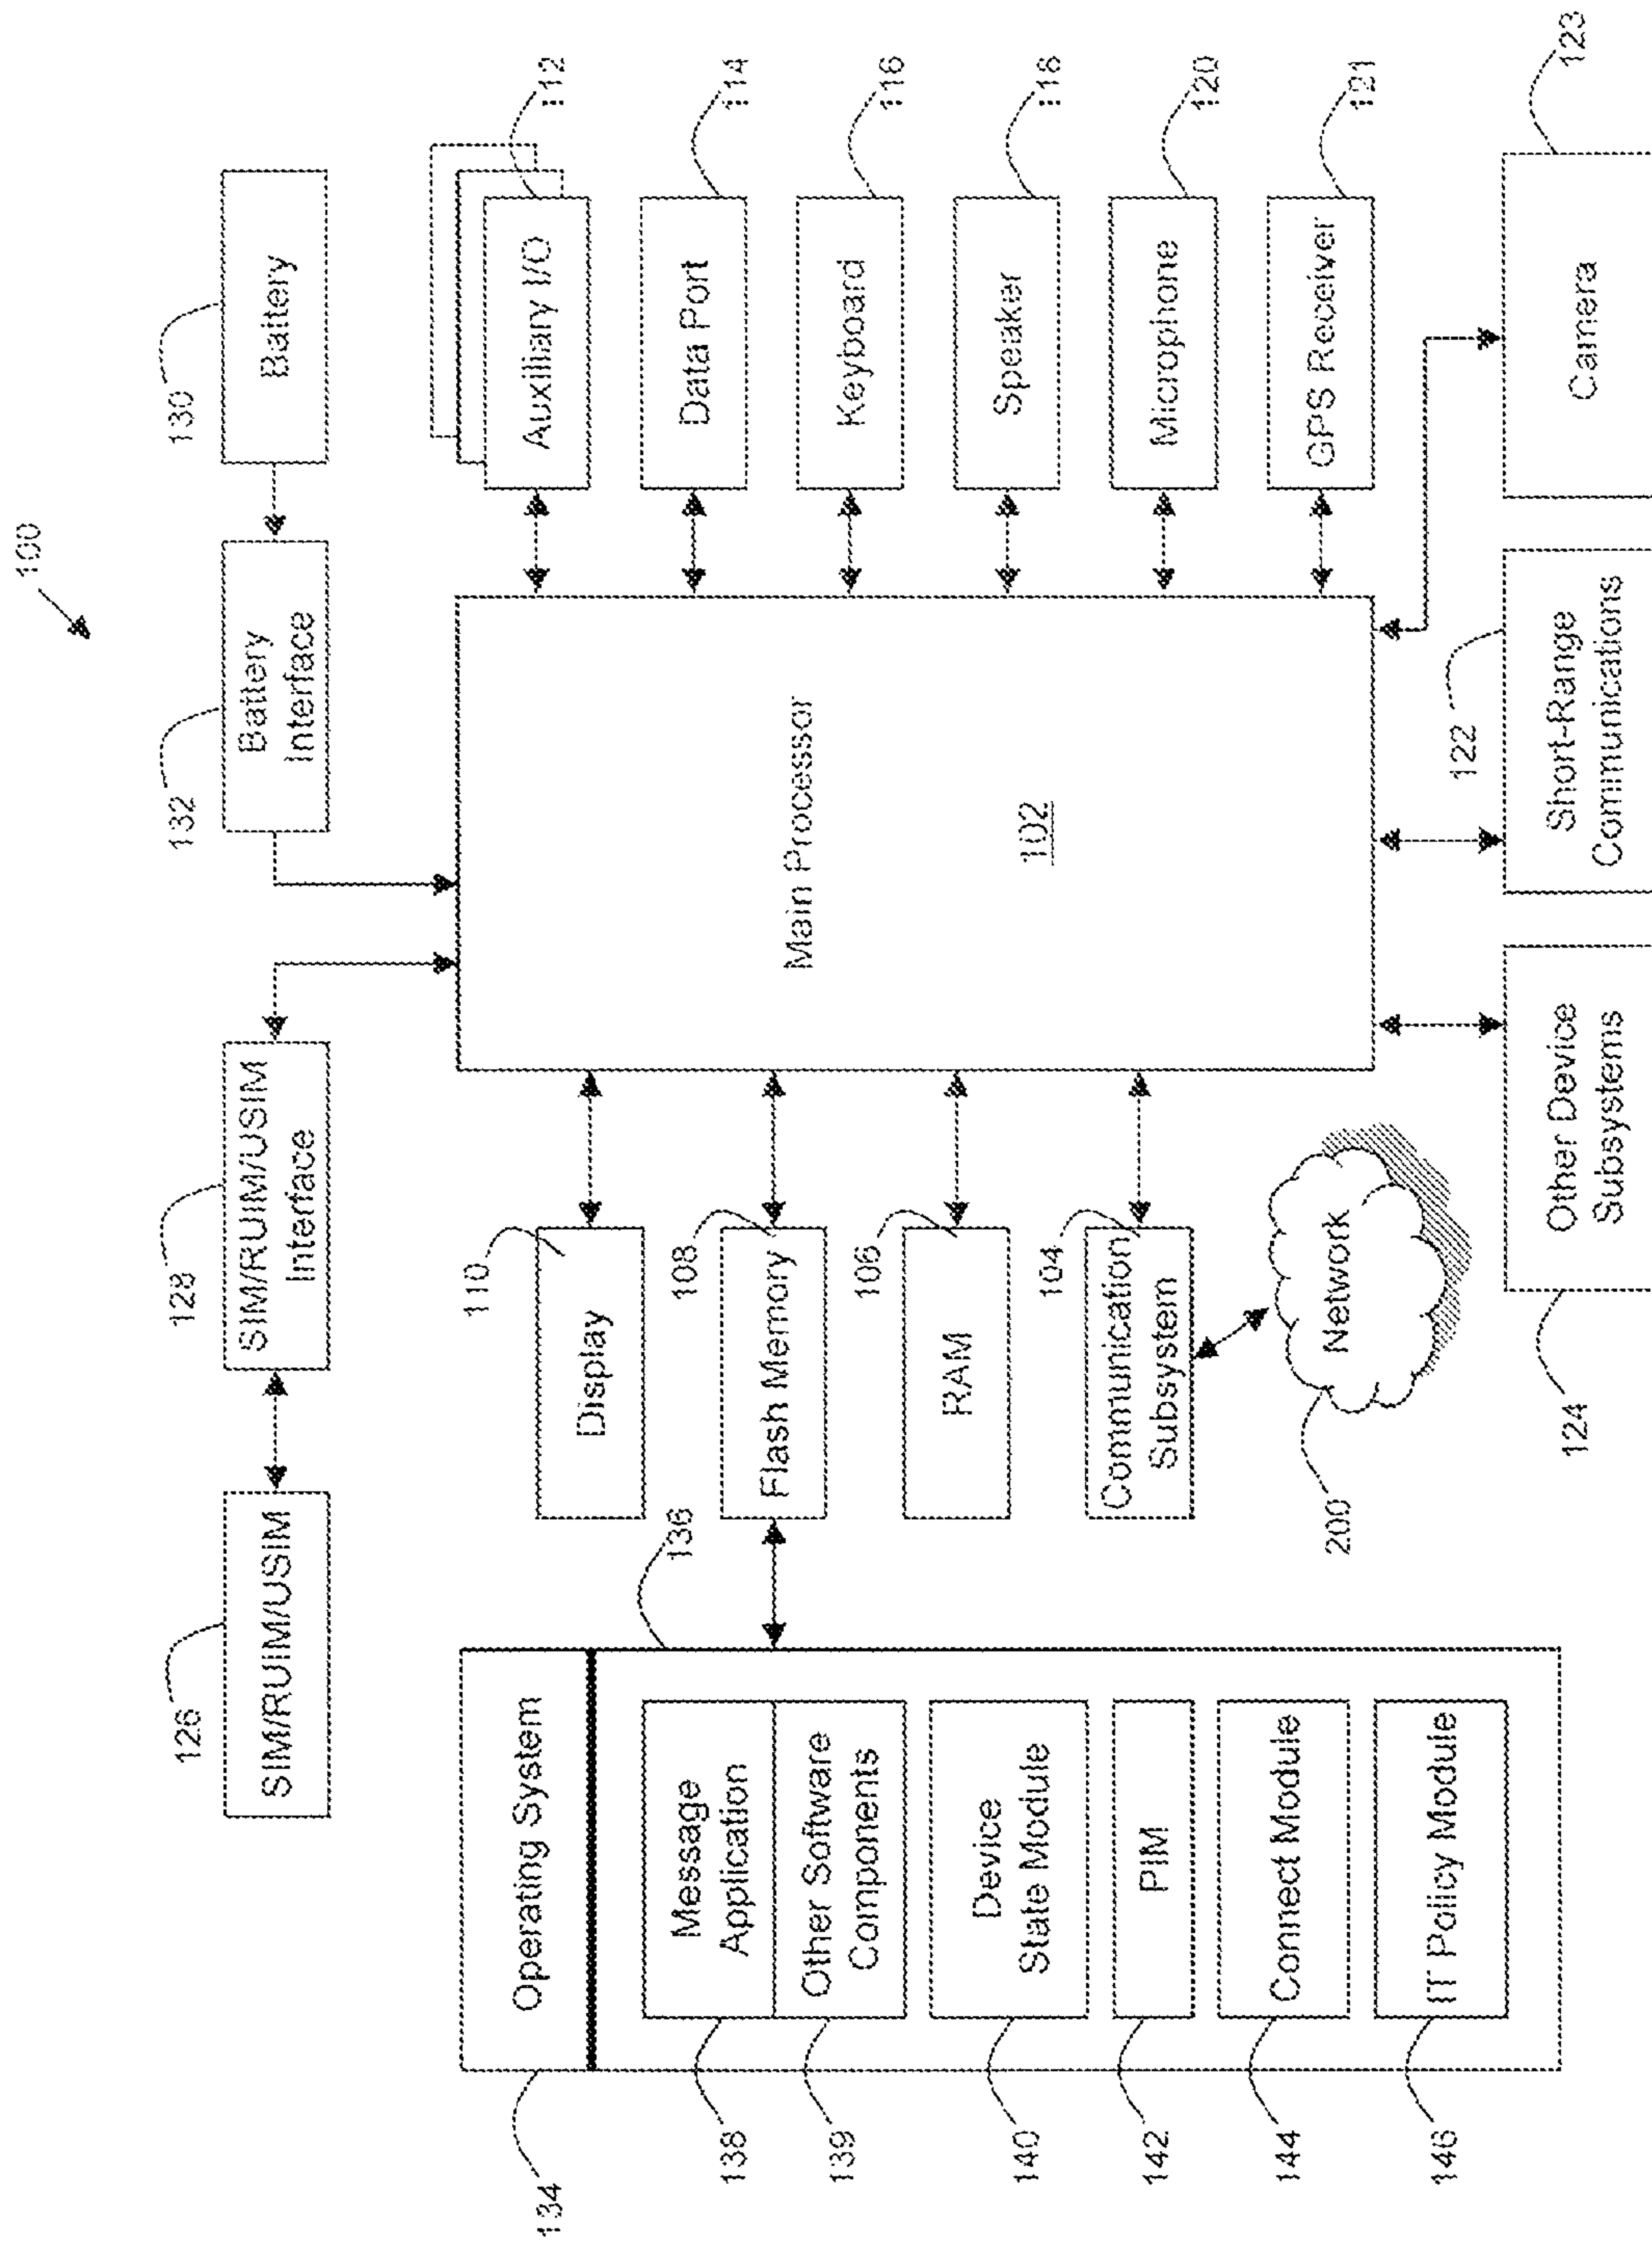 100
126
128
132
130
SIM/RUIM/USIM
SIM/RUIM/USIM
Interface
Battery
Interface
Battery
134
Operating System
136
138
Message
Application
139
Other Software
Components
140
Device
State Module
142
PIM
144
Connect Module
146
IT Policy Module
110
Display
108
Flash Memory
106
RAM
104
Communication
Subsystem
200
Network
Main Processor
102
Auxiliary I/O
112
Data Port
114
Keyboard
116
Speaker
118
Microphone
120
GPS Receiver
121
124
Other Device
Subsystems
122
Short-Range
Communications
Camera
123